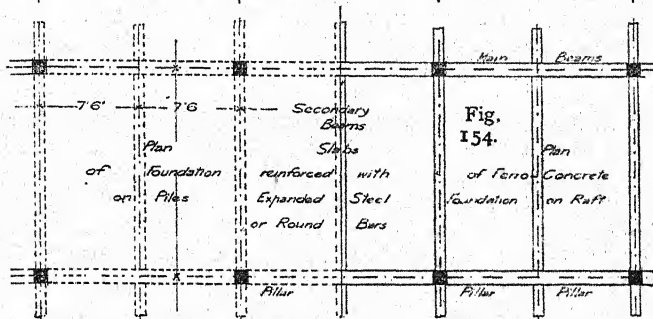 Main Beams
7'6" 7'6
Secondary
Beams
Fig.
154.
Slabs
Plan
of Foundation
on Piles
reinforced with
Expanded Steel
or Round Bars
Plan
of Ferro-Concrete
Foundation on Raft
Pillar
Pillar
Pillar